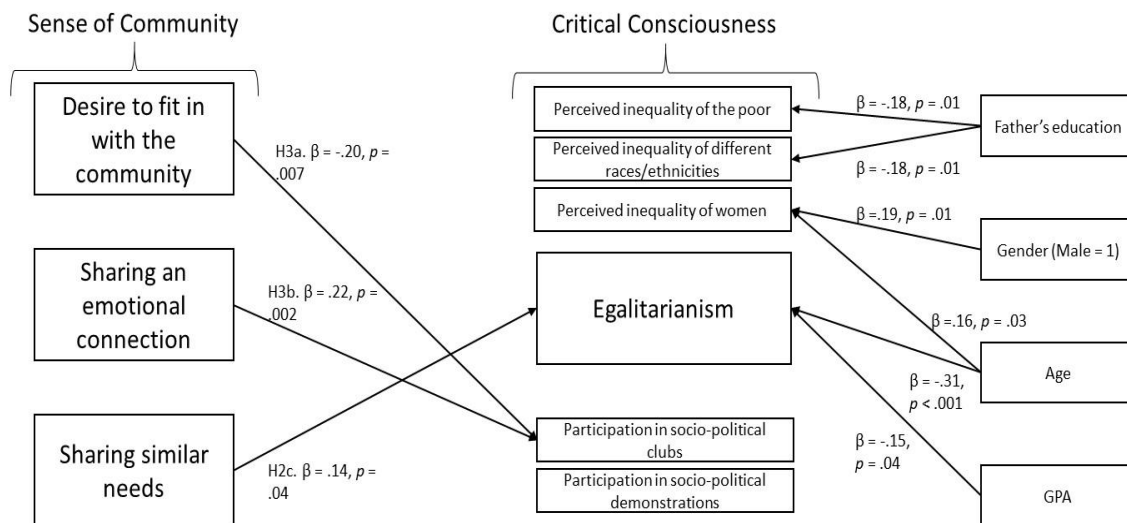 Sense of Community
Critical Consciousness
Desire to fit in
with the
community
Sharing an
emotional
connection
Sharing similar
needs
H3a. β = -.20, p =
.007
H3b. β = .22, p =
.002
H2c. β = .14, p =
.04
Perceived inequality of the poor
Perceived inequality of different
races/ethnicities
Perceived inequality of women
Egalitarianism
Participation in socio-political
clubs
Participation in socio-political
demonstrations
β = -.18, p = .01
β = -.18, p = .01
β =.19, p = .01
β =.16, p = .03
β = -.31,
p < .001
β = -.15,
p = .04
Father's education
Gender (Male = 1)
Age
GPA